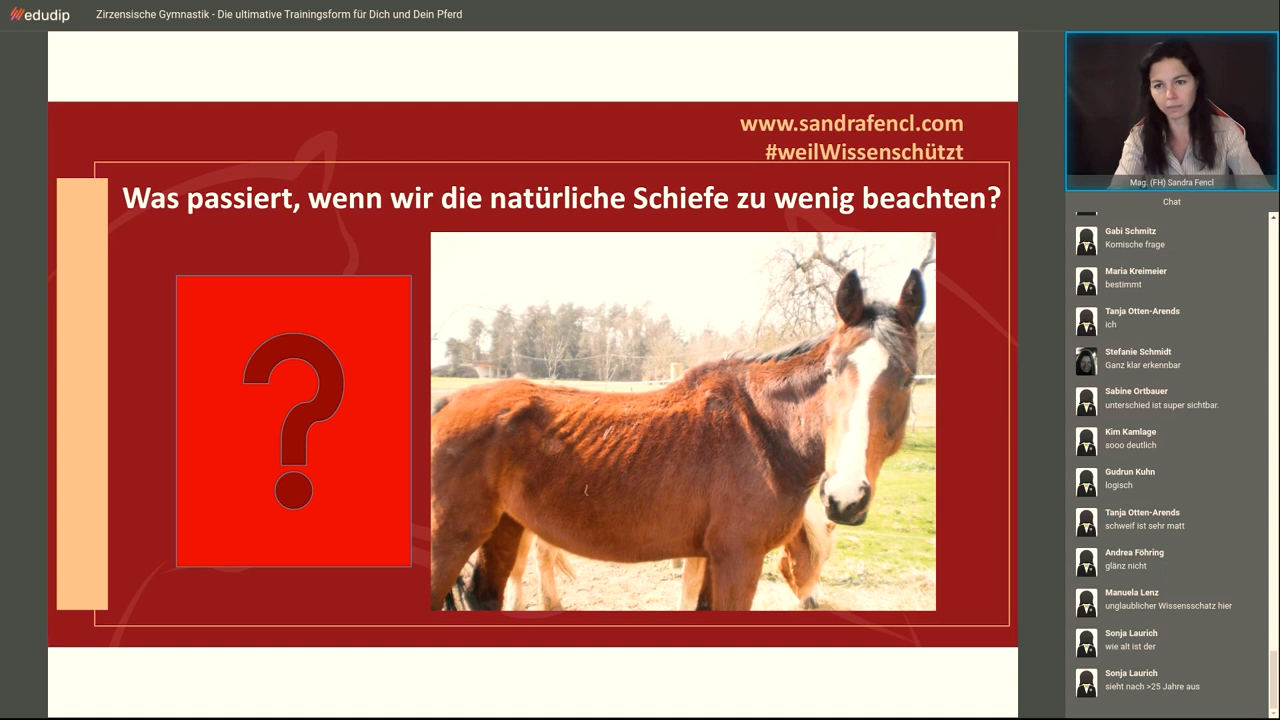 edudip
Zirzensische Gymnastik - Die ultimative Trainingsform für Dich und Dein Pferd
www.sandrafencl.com
#weilWissenschützt
Was passiert, wenn wir die natürliche Schiefe zu wenig beachten?
?
Mag. (FH) Sandra Fencl
Chat
Gabi Schmitz
Komische frage
Maria Kreimeier
bestimmt
Tanja Otten-Arends
ich
Stefanie Schmidt
Ganz klar erkennbar
Sabine Ortbauer
unterschied ist super sichtbar.
Kim Kamlage
sooo deutlich
Gudrun Kuhn
logisch
Tanja Otten-Arends
schweif ist sehr matt
Andrea Föhring
glänz nicht
Manuela Lenz
unglaublicher Wissensschatz hier
Sonja Laurich
wie alt ist der
Sonja Laurich
sieht nach >25 Jahre aus